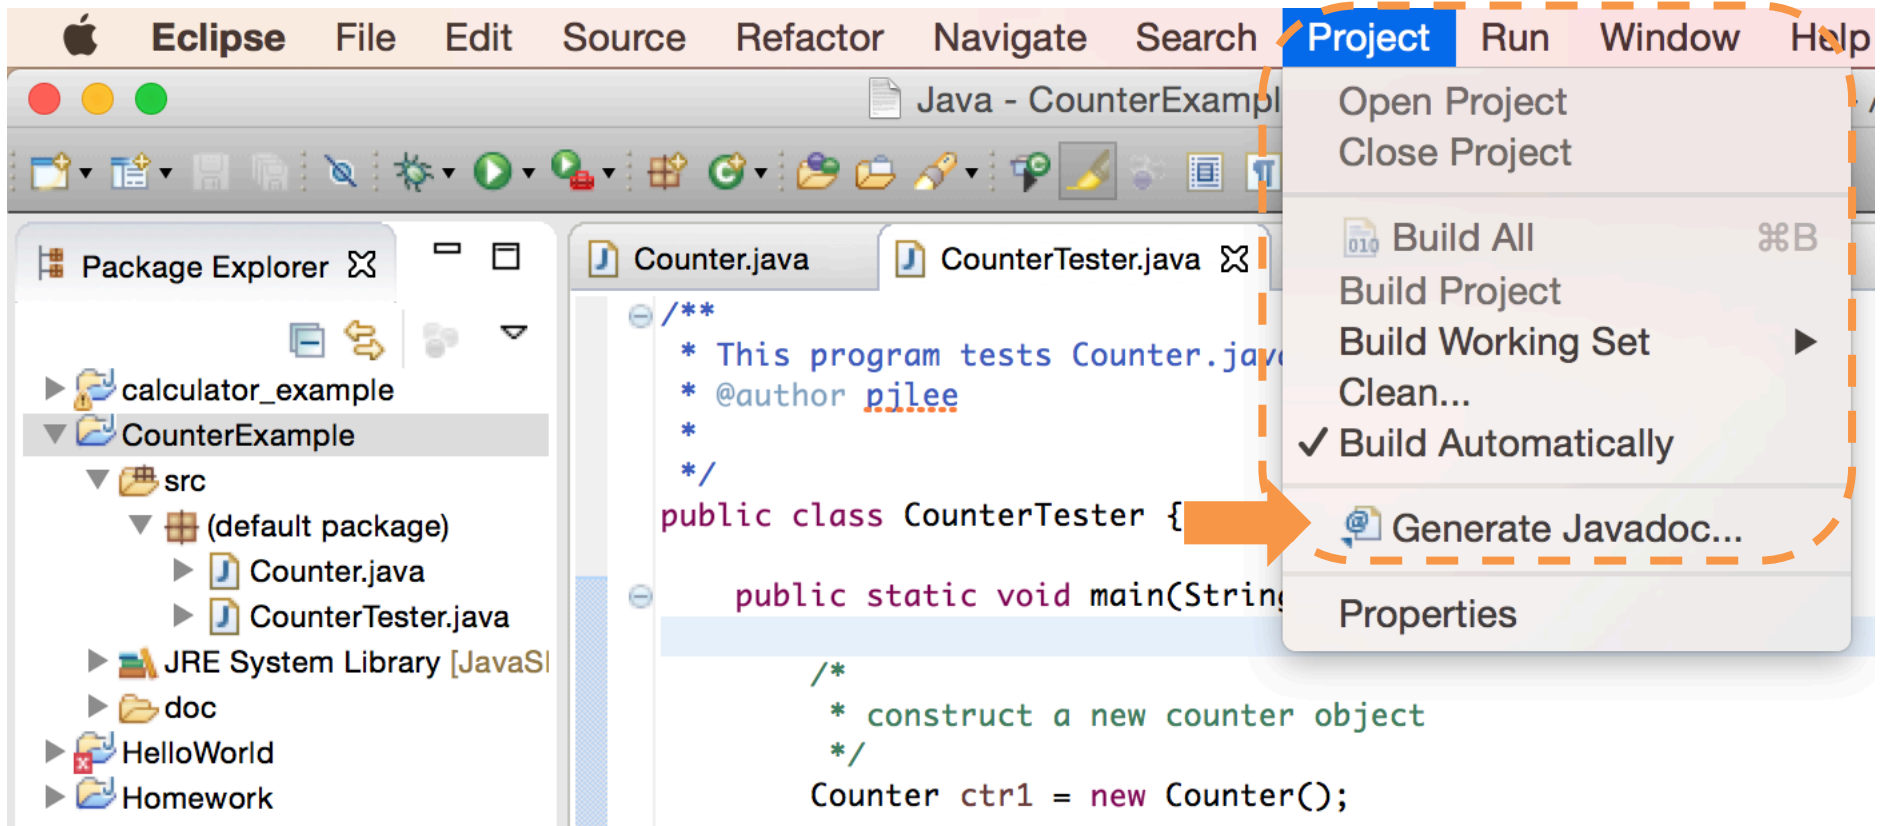 Eclipse File Edit Source Refactor Navigate Search Project Run Window Help
Java - CounterExampl
Package Explorer
calculator_example
CounterExample
src
(default package)
Counter.java
CounterTester.java
JRE System Library [JavaS
doc
HelloWorld
Homework
Counter.java CounterTester.java
/**
* This program tests Counter.java
* @author pjlee
*
*/
public class CounterTester {
public static void main(String
/*
* construct a new counter object
*/
Counter ctr1 = new Counter();
Open Project
Close Project
010 Build All ⌘B
Build Project
Build Working Set
Clean...
✓ Build Automatically
@ Generate Javadoc...
Properties